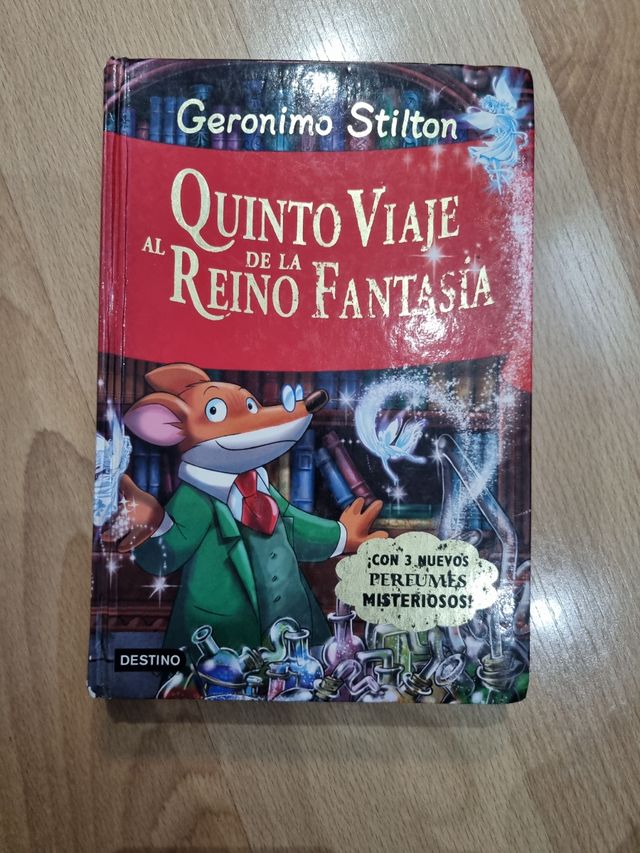 Geronimo Stilton
QUINTO VIAJE
AL REINO DE LA FANTASÍA
¡CON 3 NUEVOS
PERFUMES
MISTERIOSOS!
DESTINO